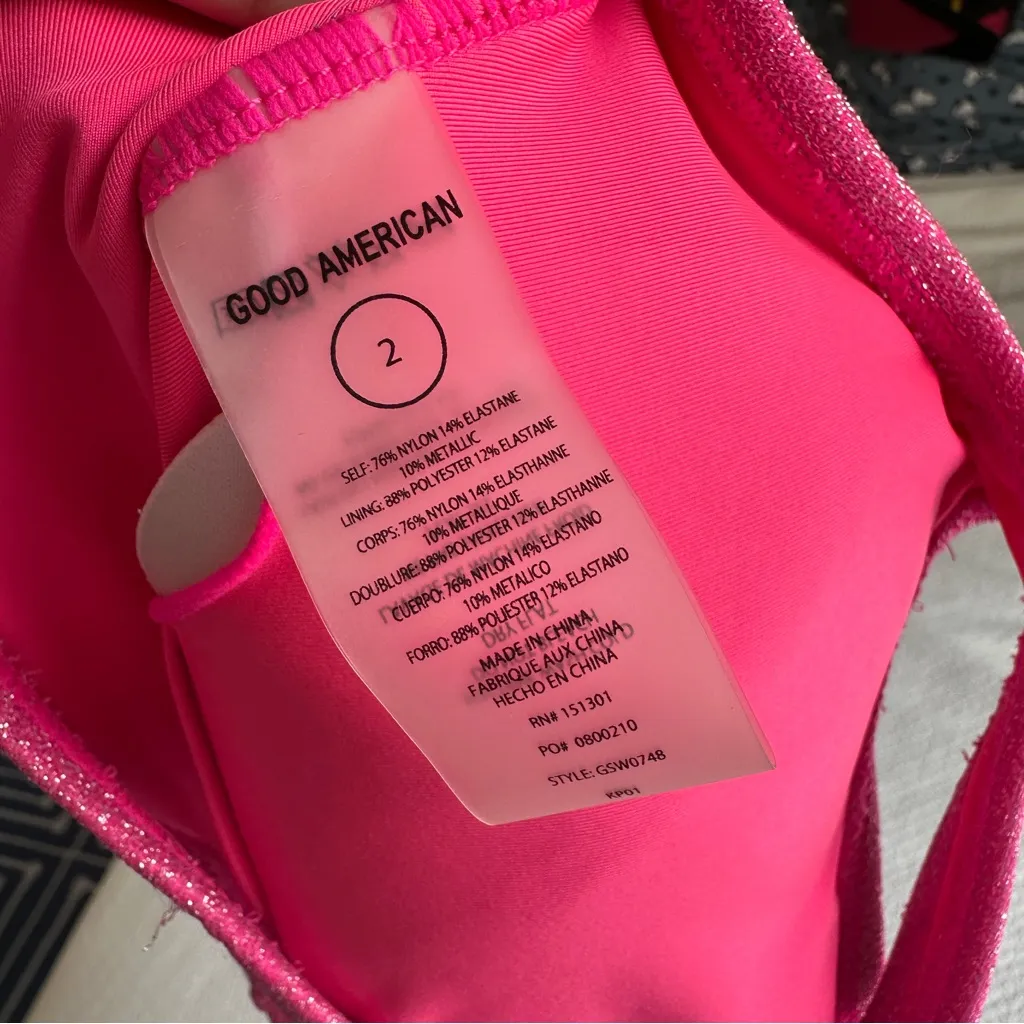 GOOD AMERICAN
2
SELF: 76% NYLON 14% ELASTANE
10% METALLIC
LINING: 88% POLYESTER 12% ELASTANE
CORPS: 76% NYLON 14% ELASTHANNE
10% METALLIQUE
DOUBLURE: 88% POLYESTER 12% ELASTHANNE
CUERPO: 76% NYLON 14% ELASTANO
10% METALICO
FORRO: 88% POLIESTER 12% ELASTANO
MADE IN CHINA
FABRIQUE AUX CHINA
HECHO EN CHINA
RN# 151301
PO# 0800210
STYLE: GSW0748
KP01